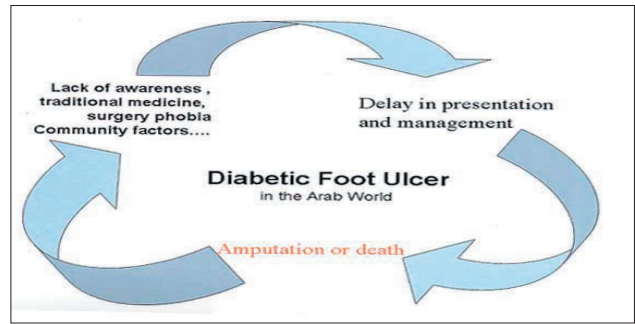 Lack of awareness ,
traditional medicine,
surgery phobia
Community factors....
Delay in presentation
and management
Diabetic Foot Ulcer
in the Arab World
Amputation or death